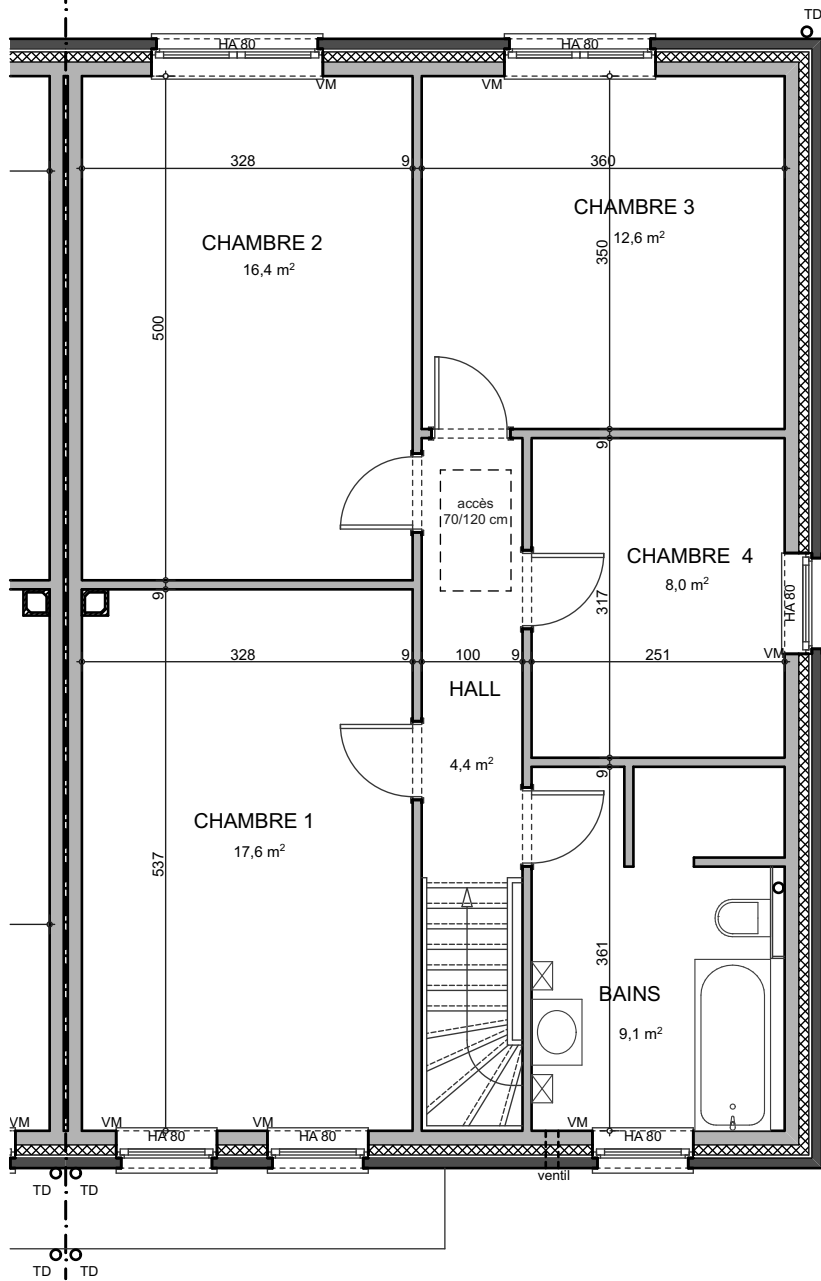 TD
HA 80
HA 80
VM
VM
328
9
360
CHAMBRE 3
12,6 m²
350
CHAMBRE 2
16,4 m²
500
9
accès
70/120 cm
CHAMBRE 4
8,0 m²
317
HA 80
VM
9
328
9
100
9
251
HALL
4,4 m²
9
CHAMBRE 1
17,6 m²
537
361
BAINS
9,1 m²
VM
VM
VM
VM
HA 80
HA 80
HA 80
ventil
TD
TD
TD
TD